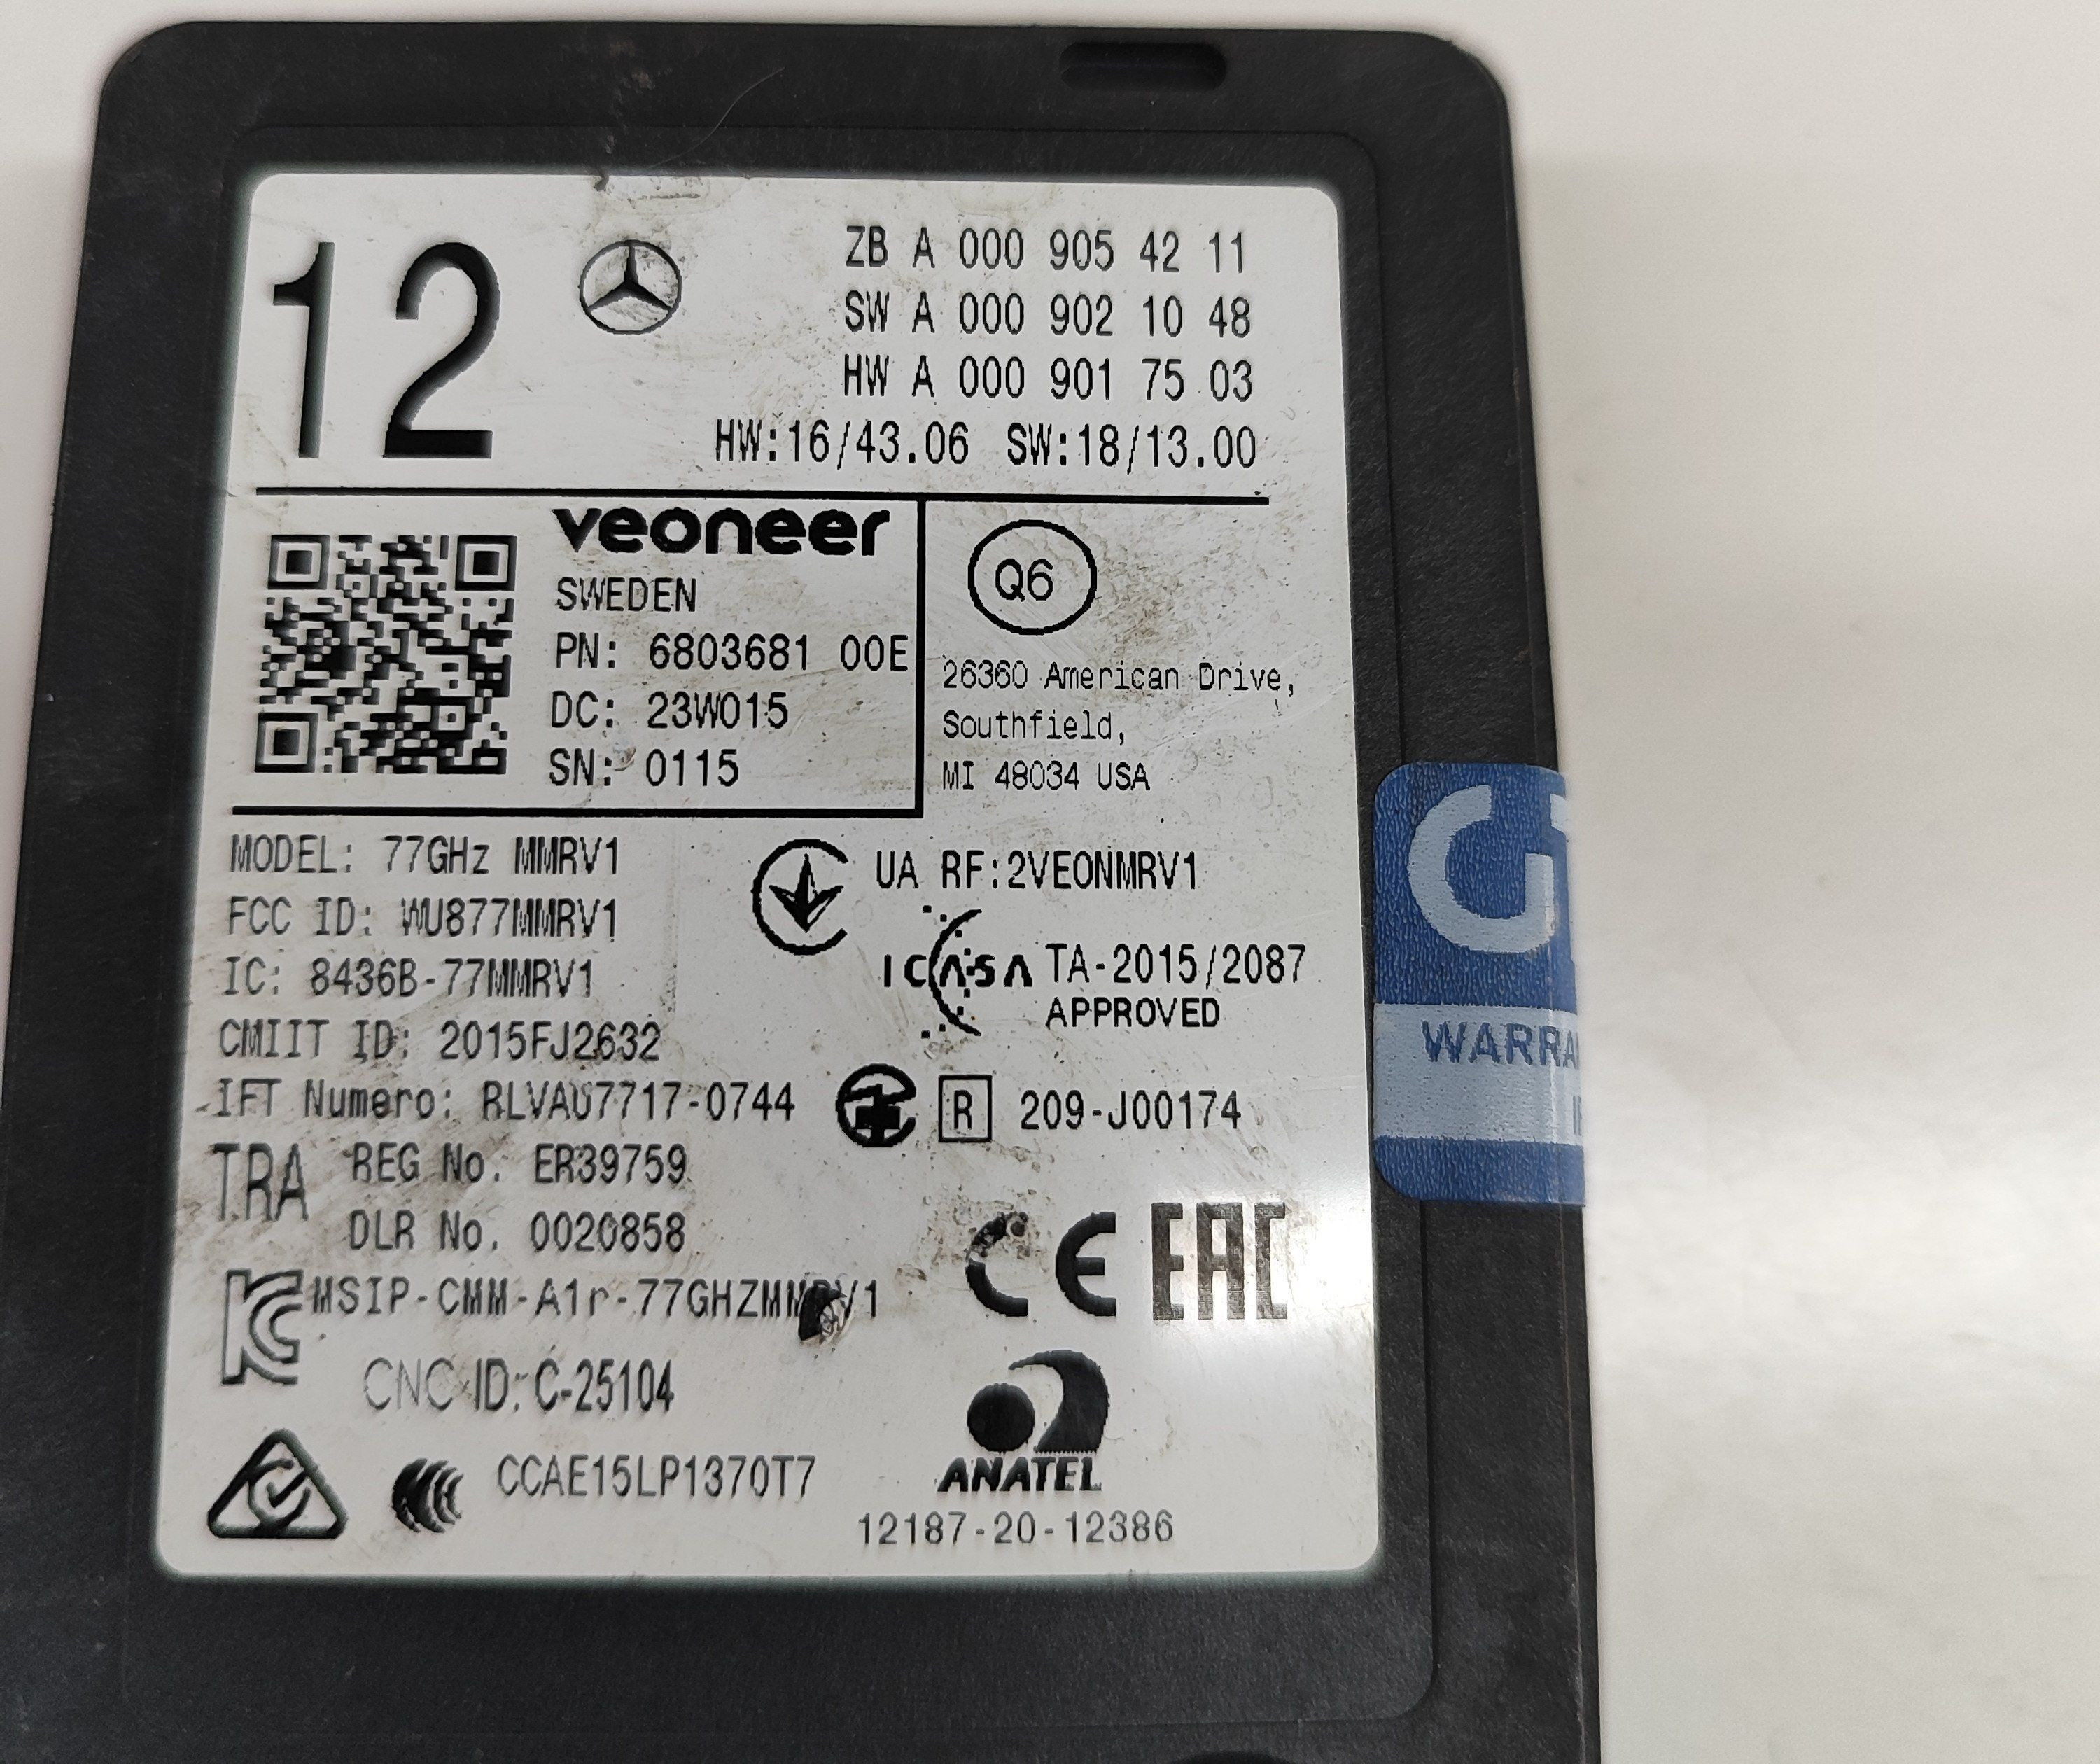 12
ZB A 000 905 42 11
SW A 000 902 10 48
HW A 000 901 75 03
HW:16/43.06 SW:18/13.00
veoneer
SWEDEN
PN: 6803681 00E
DC: 23W015
SN: 0115
Q6
26360 American Drive,
Southfield,
MI 48034 USA
MODEL: 77GHz MMRV1
FCC ID: WU877MMRV1
IC: 8436B-77MMRV1
CMIIT ID: 2015FJ2632
IFT Numero: RLVAU7717-0744
TRA REG No. ER39759
DLR No. 0020858
MSIP-CMM-A1r-77GHZMMRV1
CNC ID: C-25104
CCAE15LP1370T7
UA RF:2VEONMRV1
ICASA TA-2015/2087
APPROVED
R 209-J00174
CE EAC
ANATEL
12187-20-12386